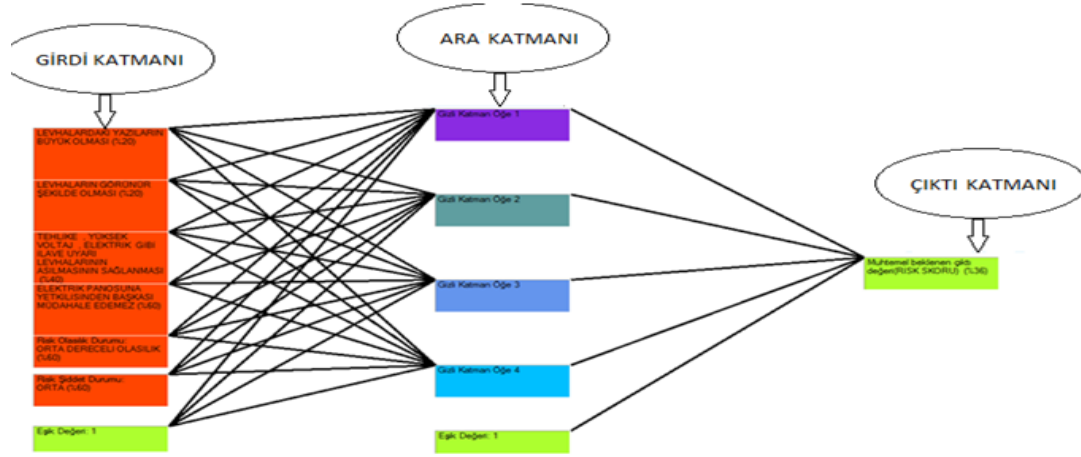 GİRDİ KATMANI
ARA KATMANI
ÇIKTI KATMANI
LEVHALARDAKİ YAZILARIN
BÜYÜK OLMASI (%20)
LEVHALARIN GÖRÜNÜR
ŞEKİLDE OLMASI (%20)
TEHLİKE , YÜKSEK
VOLTAJ , ELEKTRİK GİBİ
İLAVE UYARI
LEVHALARININ
ASILMASININ SAĞLANMASI
(%40)
ELEKTRİK PANOSUNA
YETKİLİSİNDEN BAŞKASI
MÜDAHALE EDEMEZ (%60)
Risk Olasılık Durumu:
ORTA DERECELİ OLASILIK
(%60)
Risk Şiddet Durumu:
ORTA (%60)
Eşik Değeri: 1
Gizli Katman Öğe 1
Gizli Katman Öğe 2
Gizli Katman Öğe 3
Gizli Katman Öğe 4
Eşik Değeri: 1
Muhtemel beklenen çıktı
değeri(RISK SKORU) (%36)